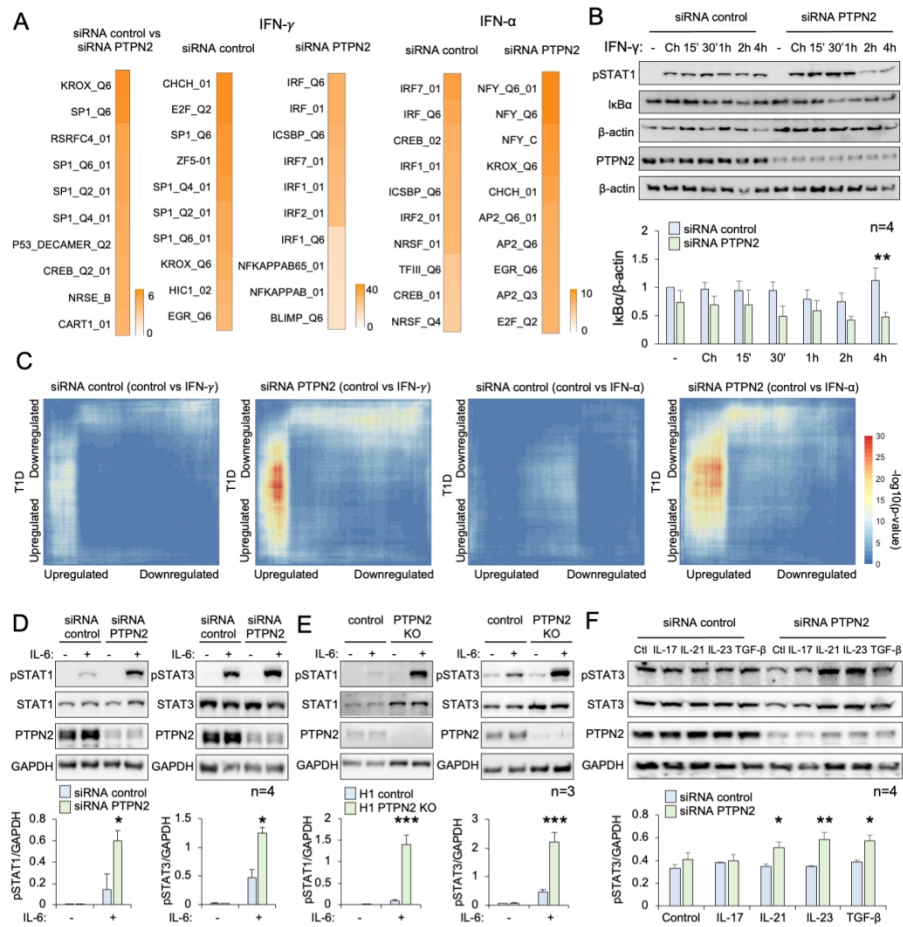 A
siRNA control vs
siRNA PTPN2
KROX_Q6
SP1_Q6
RSRFC4_01
SP1_Q6_01
SP1_Q2_01
SP1_Q4_01
P53_DECAMER_Q2
CREB_Q2_01
NRSE_B
CART1_01
6
0
IFN-γ
siRNA control
CHCH_01
E2F_Q2
SP1_Q6
ZF5-01
SP1_Q4_01
SP1_Q2_01
SP1_Q6_01
KROX_Q6
HIC1_02
EGR_Q6
siRNA PTPN2
IRF_Q6
IRF_01
ICSBP_Q6
IRF7_01
IRF1_01
IRF2_01
IRF1_Q6
NFKAPPAB65_01
NFKAPPAB_01
BLIMP_Q6
40
0
IFN-α
siRNA control
IRF7_01
IRF_Q6
CREB_02
IRF1_01
ICSBP_Q6
IRF2_01
NRSF_01
TFIII_Q6
CREB_01
NRSF_Q4
siRNA PTPN2
NFY_Q6_01
NFY_Q6
NFY_C
KROX_Q6
CHCH_01
AP2_Q6_01
AP2_Q6
EGR_Q6
AP2_Q3
E2F_Q2
10
0
B
siRNA control siRNA PTPN2
IFN-γ: - Ch 15' 30' 1h 2h 4h - Ch 15' 30' 1h 2h 4h
pSTAT1
IκBα
β-actin
PTPN2
β-actin
siRNA control
siRNA PTPN2
n=4
**
IκBα/β-actin
2
1.5
1
0.5
0
- Ch 15' 30' 1h 2h 4h
C
siRNA control (control vs IFN-γ) siRNA PTPN2 (control vs IFN-γ) siRNA control (control vs IFN-α) siRNA PTPN2 (control vs IFN-α)
T1D
Upregulated Downregulated
Upregulated Downregulated
T1D
Upregulated Downregulated
Upregulated Downregulated
T1D
Upregulated Downregulated
Upregulated Downregulated
T1D
Upregulated Downregulated
Upregulated Downregulated
30
25
20
15
10
5
0
-log10(p-value)
D
siRNA control siRNA PTPN2
IL-6: - + - +
pSTAT1
STAT1
PTPN2
GAPDH
siRNA control
siRNA PTPN2
*
pSTAT1/GAPDH
0.8
0.6
0.4
0.2
0
IL-6: - +
siRNA control siRNA PTPN2
- + - +
pSTAT3
STAT3
PTPN2
GAPDH
n=4
*
pSTAT3/GAPDH
1.5
1
0.5
0
- +
E
control PTPN2 KO
IL-6: - + - +
pSTAT1
STAT1
PTPN2
GAPDH
H1 control
H1 PTPN2 KO
***
pSTAT1/GAPDH
2
1.5
1
0.5
0
IL-6: - +
control PTPN2 KO
- + - +
pSTAT3
STAT3
PTPN2
GAPDH
n=3
***
pSTAT3/GAPDH
3
2
1
0
- +
F
siRNA control siRNA PTPN2
Ctl IL-17 IL-21 IL-23 TGF-β Ctl IL-17 IL-21 IL-23 TGF-β
pSTAT3
STAT3
PTPN2
GAPDH
siRNA control
siRNA PTPN2
n=4
* ** *
pSTAT3/GAPDH
0.8
0.6
0.4
0.2
0
Control IL-17 IL-21 IL-23 TGF-β